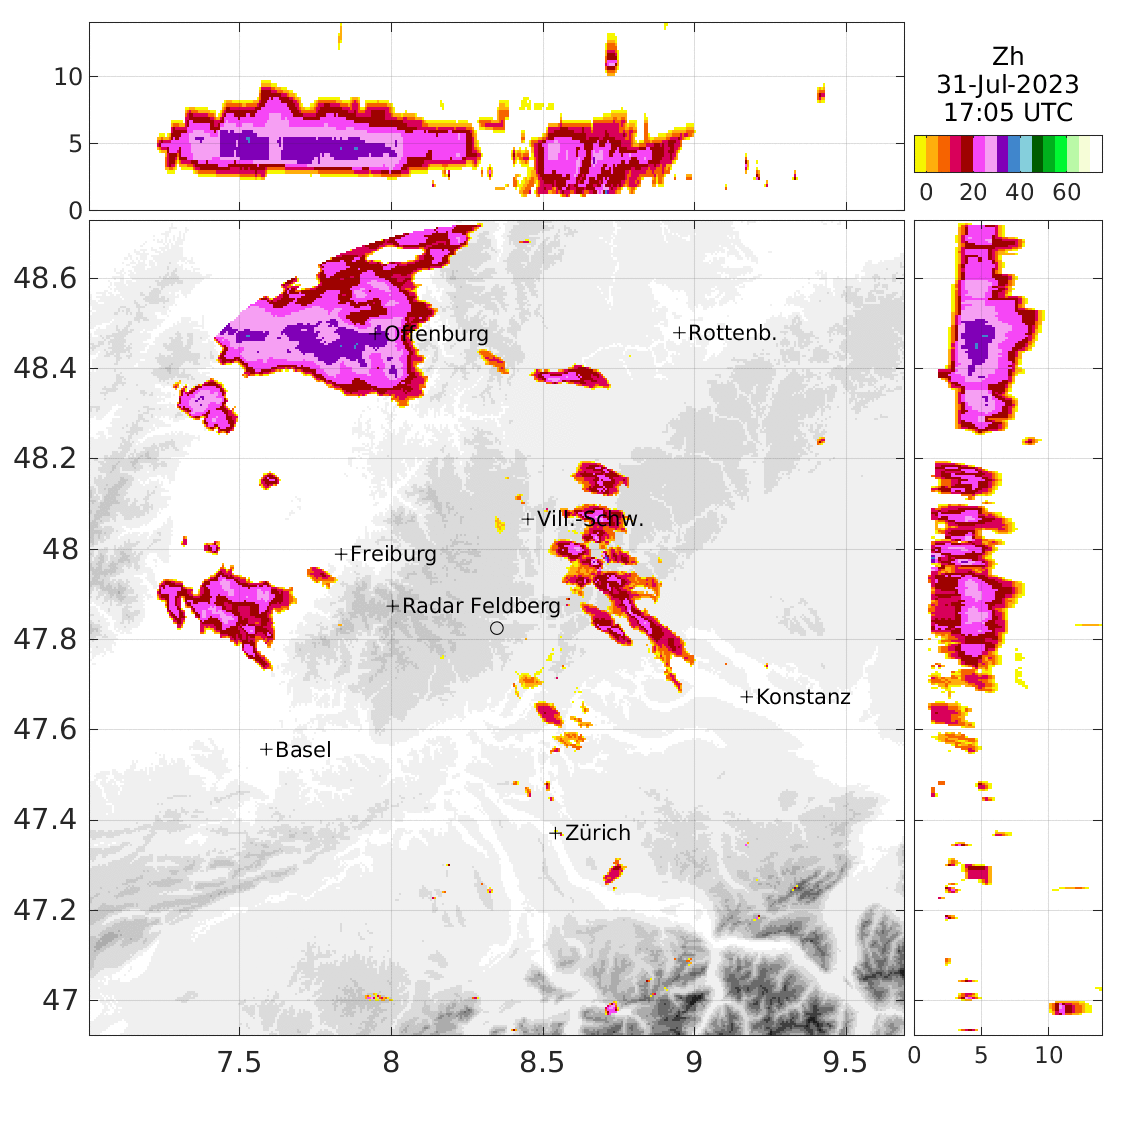 Zh
31-Jul-2023
17:05 UTC
0 20 40 60
10
5
0
48.6
48.4
48.2
48
47.8
47.6
47.4
47.2
47
Offenburg
Rottenb.
Vill.-Schw.
Freiburg
Radar Feldberg
Konstanz
Basel
Zürich
7.5 8 8.5 9 9.5
0 5 10